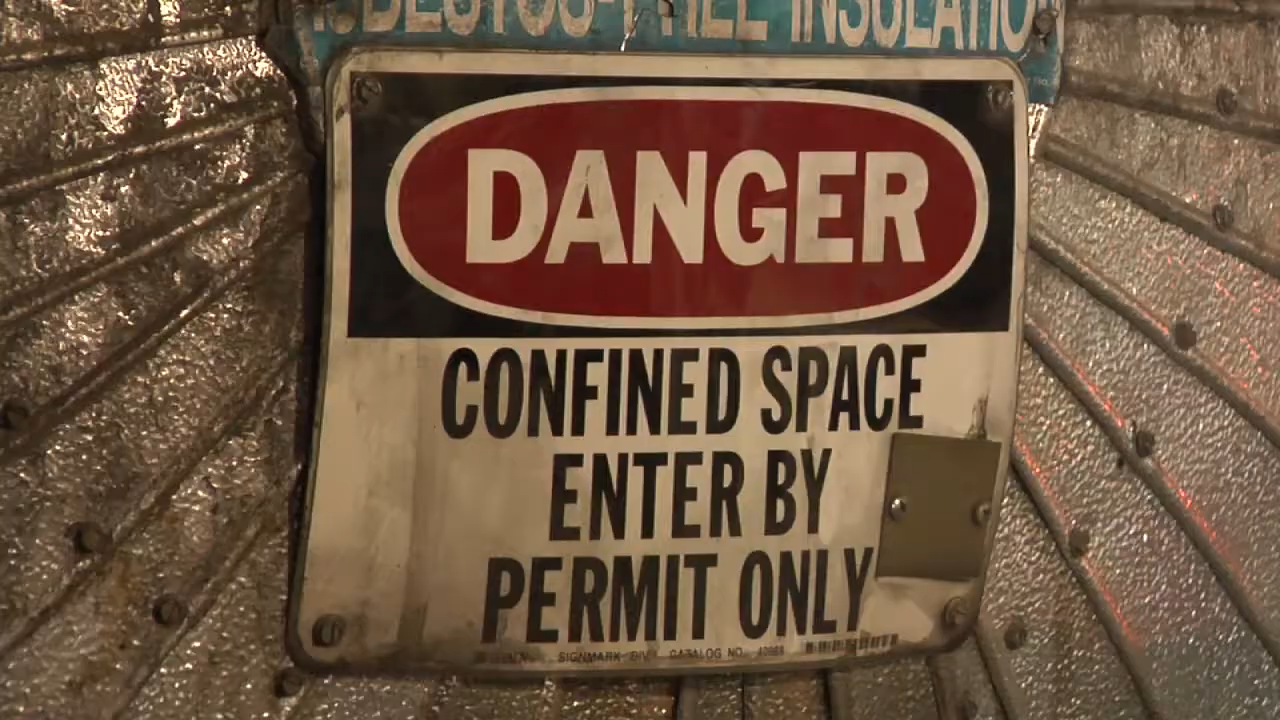 ASBESTOS-FREE INSULATION
DANGER
CONFINED SPACE
ENTER BY
PERMIT ONLY
SIGNMARK DIV. CATALOG NO.